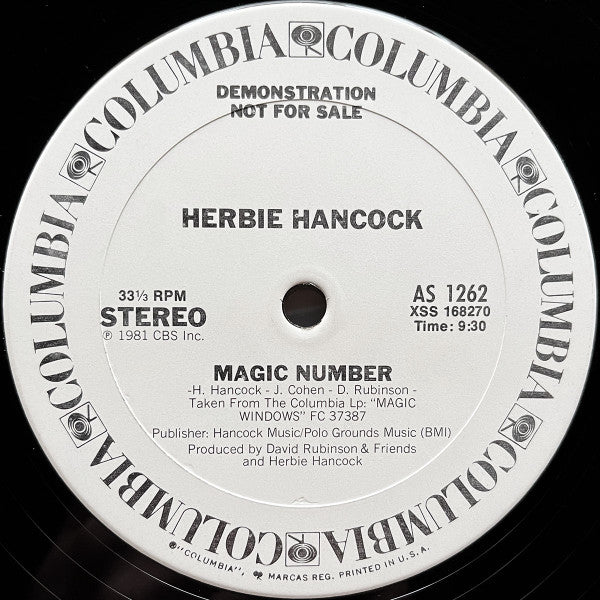 COLUMBIA COLUMBIA COLUMBIA COLUMBIA COLUMBIA COLUMBIA COLUMBIA COLUMBIA
DEMONSTRATION
NOT FOR SALE
HERBIE HANCOCK
33⅓ RPM
STEREO
℗ 1981 CBS Inc.
AS 1262
XSS 168270
Time: 9:30
MAGIC NUMBER
-H. Hancock - J. Cohen - D. Rubinson -
Taken From The Columbia Lp: "MAGIC
WINDOWS" FC 37387
Publisher: Hancock Music/Polo Grounds Music (BMI)
Produced by David Rubinson & Friends
and Herbie Hancock
"COLUMBIA", MARCAS REG. PRINTED IN U.S.A.